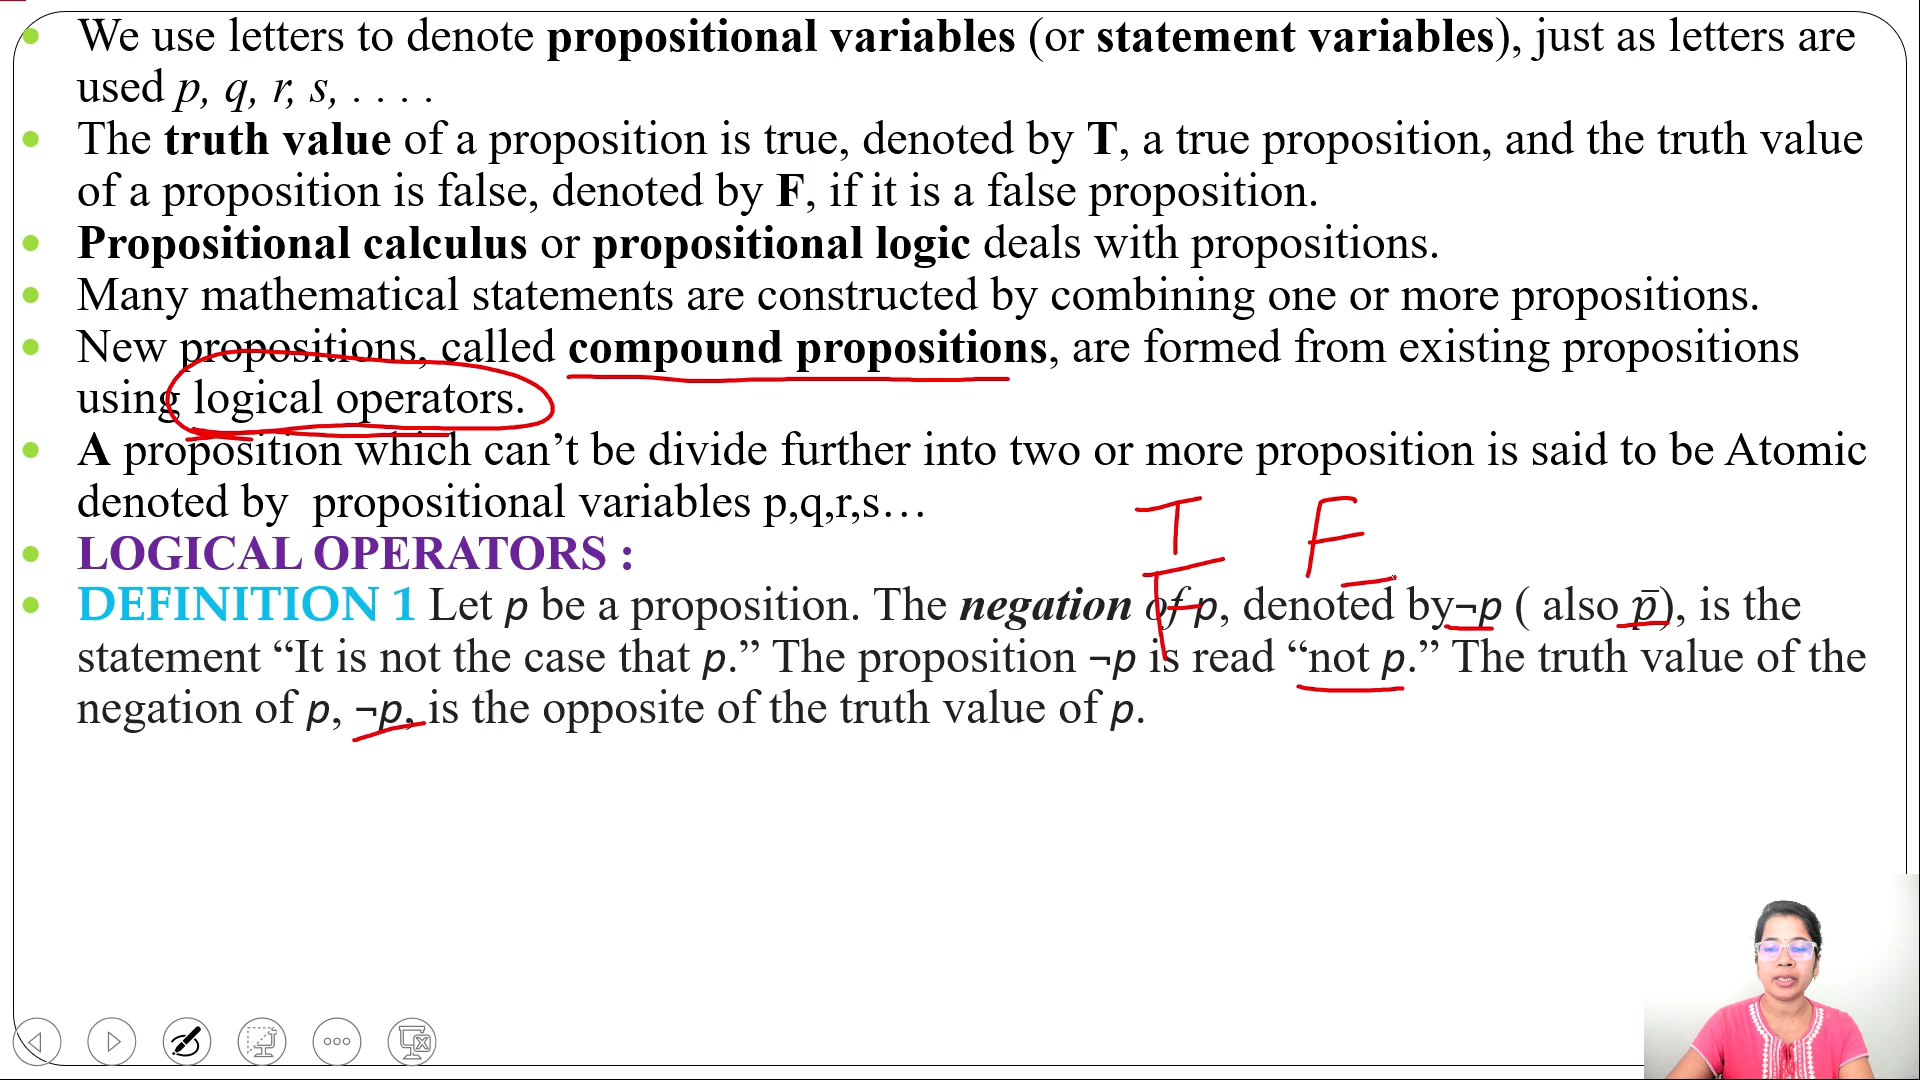 We use letters to denote propositional variables (or statement variables), just as letters are
used p, q, r, s, . . . .
The truth value of a proposition is true, denoted by T, a true proposition, and the truth value
of a proposition is false, denoted by F, if it is a false proposition.
Propositional calculus or propositional logic deals with propositions.
Many mathematical statements are constructed by combining one or more propositions.
New propositions, called compound propositions, are formed from existing propositions
using logical operators.
A proposition which can’t be divide further into two or more proposition is said to be Atomic
denoted by propositional variables p,q,r,s…
T F
LOGICAL OPERATORS :
F
DEFINITION 1 Let p be a proposition. The negation of p, denoted by¬p ( also p̄), is the
statement “It is not the case that p.” The proposition ¬p is read “not p.” The truth value of the
negation of p, ¬p, is the opposite of the truth value of p.